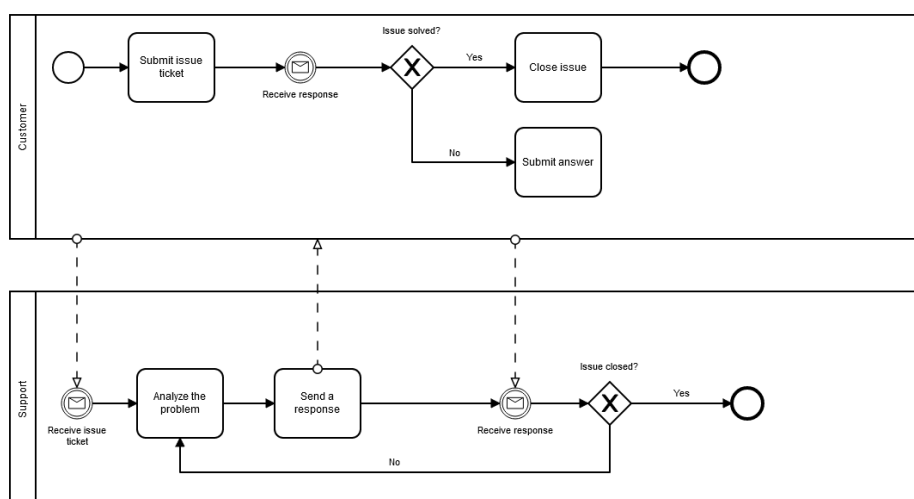 Customer
Submit issue
ticket
Receive response
Issue solved?
Yes
Close issue
No
Submit answer
Support
Receive issue
ticket
Analyze the
problem
Send a
response
Receive response
Issue closed?
Yes
No